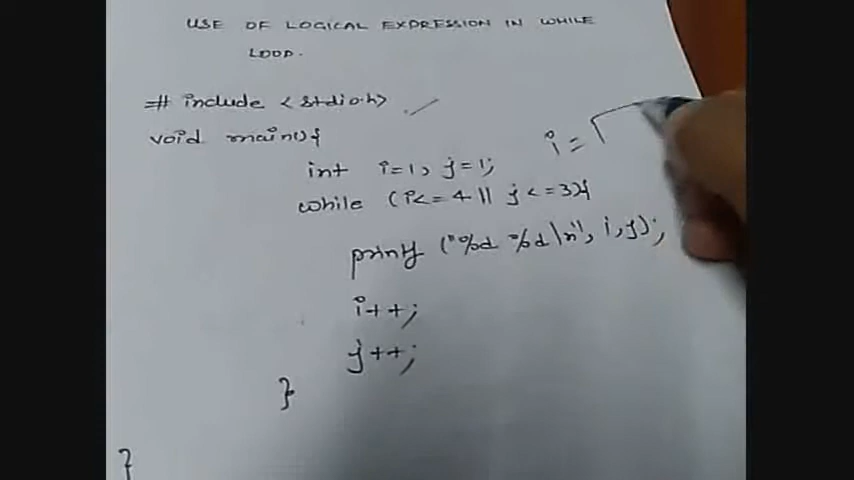 USE OF LOGICAL EXPRESSION IN WHILE
LOOP.
# include <stdio.h>
void main(){
int i=1, j=1;
i =
while (i<=4 || j<=3){
printf ("%d %d\n", i, j);
i++;
j++;
}
}